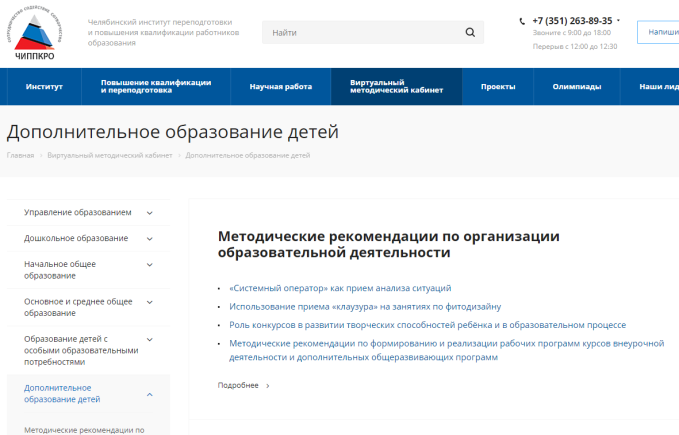 ЧИППКРО
Челябинский институт переподготовки
и повышения квалификации работников
образования
Найти
+7 (351) 263-89-35
Звоните с 9:00 до 18:00
Перерыв с 12:00 до 12:30
Напиши
Институт
Повышение квалификации
и переподготовка
Научная работа
Виртуальный
методический кабинет
Проекты
Олимпиады
Наши лид
Дополнительное образование детей
Главная
Виртуальный методический кабинет
Дополнительное образование детей
Управление образованием
Дошкольное образование
Начальное общее
образование
Основное и среднее общее
образование
Образование детей с
особыми образовательными
потребностями
Дополнительное
образование детей
Методические рекомендации по
Методические рекомендации по организации
образовательной деятельности
«Системный оператор» как прием анализа ситуаций
Использование приема «клаузура» на занятиях по фитодизайну
Роль конкурсов в развитии творческих способностей ребёнка и в образовательном процессе
Методические рекомендации по формированию и реализации рабочих программ курсов внеурочной
деятельности и дополнительных общеразвивающих программ
Подробнее